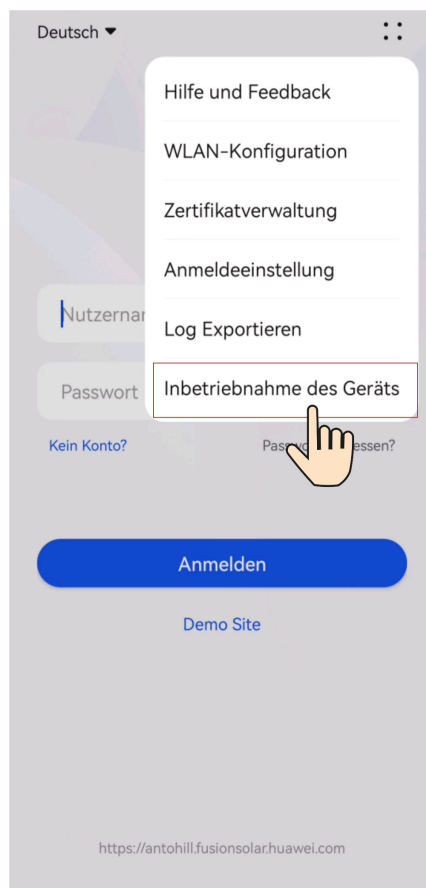 Deutsch
Hilfe und Feedback
WLAN-Konfiguration
Zertifikatverwaltung
Anmeldeeinstellung
Nutzernar
Log Exportieren
Passwort
Inbetriebnahme des Geräts
Kein Konto?
Anmelden
Demo Site
https://antohill.fusionsolar.huawei.com